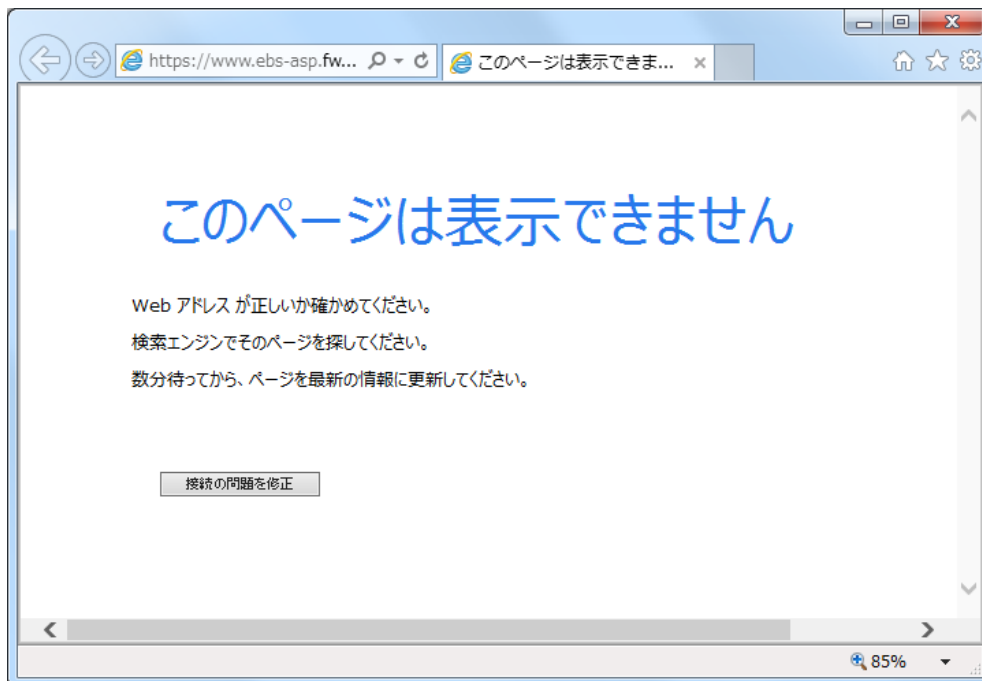 https://www.ebs-asp.fw...
このページは表示できま...
このページは表示できません
Web アドレス が正しいか確かめてください。
検索エンジンでそのページを探してください。
数分待ってから、ページを最新の情報に更新してください。
接続の問題を修正
85%